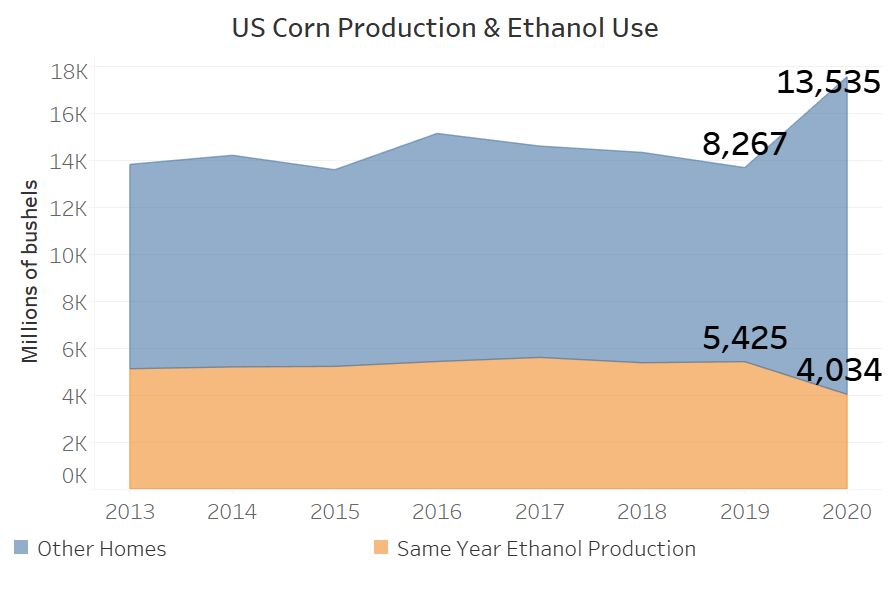 US Corn Production & Ethanol Use
Millions of bushels
18K
16K
14K
12K
10K
8K
6K
4K
2K
0K
13,535
8,267
5,425
4,034
2013 2014 2015 2016 2017 2018 2019 2020
Other Homes Same Year Ethanol Production